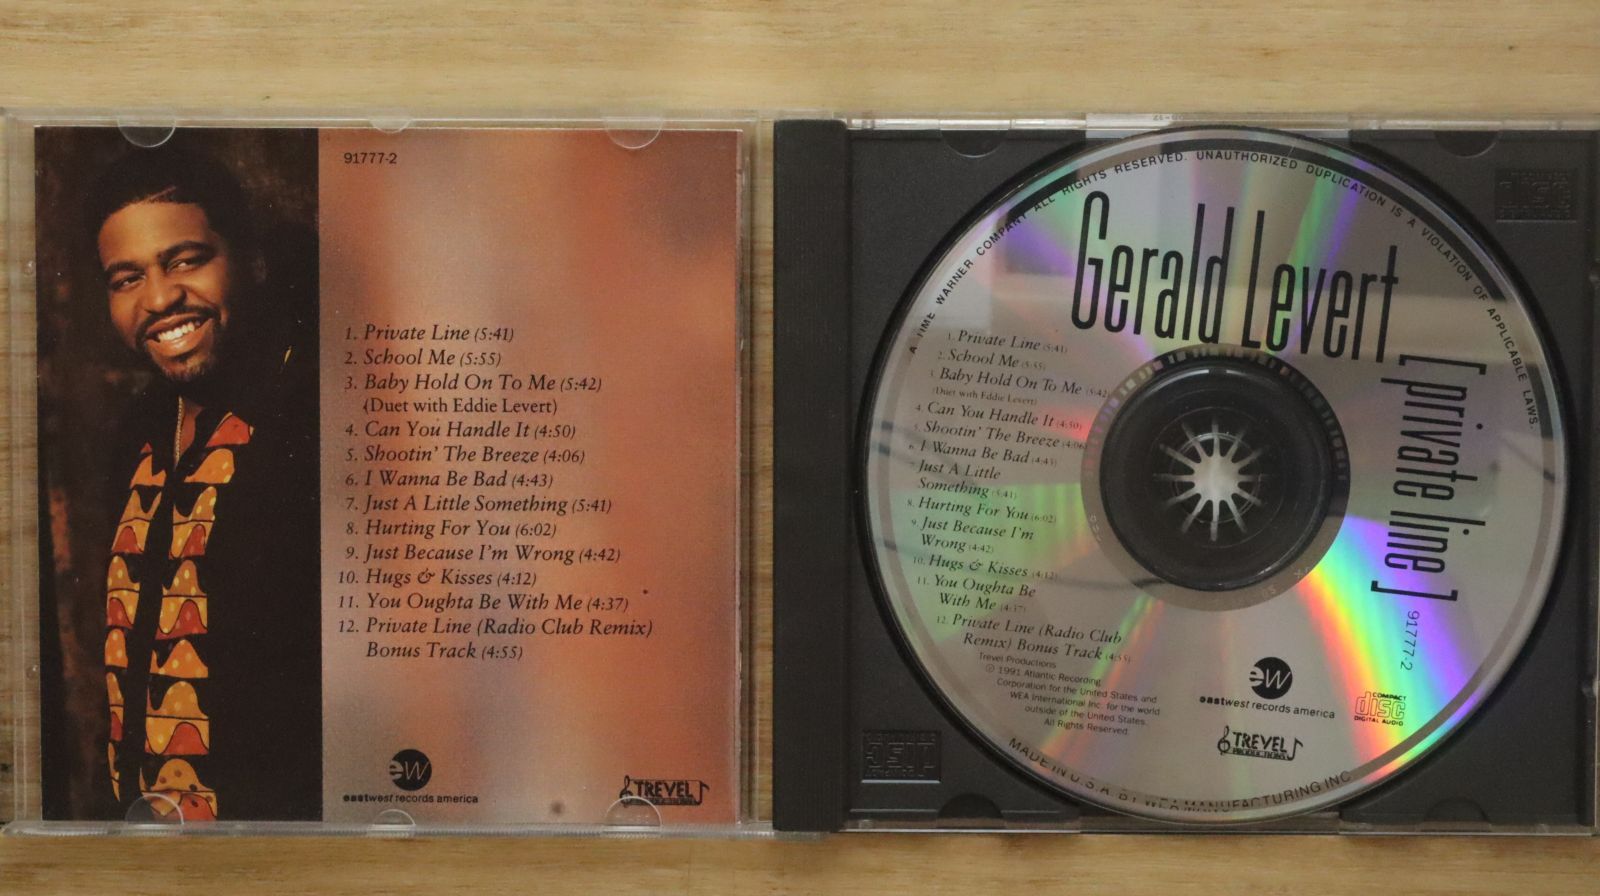 91777-2
1. Private Line (5:41)
2. School Me (5:55)
3. Baby Hold On To Me (5:42)
(Duet with Eddie Levert)
4. Can You Handle It (4:50)
5. Shootin' The Breeze (4:06)
6. I Wanna Be Bad (4:43)
7. Just A Little Something (5:41)
8. Hurting For You (6:02)
9. Just Because I'm Wrong (4:42)
10. Hugs & Kisses (4:12)
11. You Oughta Be With Me (4:37)
12. Private Line (Radio Club Remix)
Bonus Track (4:55)
ew
eastwest records america
TREVEL
A TIME WARNER COMPANY ALL RIGHTS RESERVED. UNAUTHORIZED DUPLICATION IS A VIOLATION OF APPLICABLE LAWS.
Gerald Levert
[private line]
91777-2
1. Private Line (5:41)
2. School Me (5:55)
3. Baby Hold On To Me (5:42)
(Duet with Eddie Levert)
4. Can You Handle It (4:50)
5. Shootin' The Breeze (4:06)
6. I Wanna Be Bad (4:43)
7. Just A Little
Something (5:41)
8. Hurting For You (6:02)
9. Just Because I'm
Wrong (4:42)
10. Hugs & Kisses (4:12)
11. You Oughta Be
With Me (4:37)
12. Private Line (Radio Club
Remix) Bonus Track (4:55)
Trevel Productions
℗ 1991 Atlantic Recording
Corporation for the United States and
WEA International Inc. for the world
outside of the United States.
All Rights Reserved.
ew
eastwest records america
COMPACT
disc
DIGITAL AUDIO
TREVEL
PRODUCTIONS
MADE IN U.S.A. BY WEA MANUFACTURING INC.